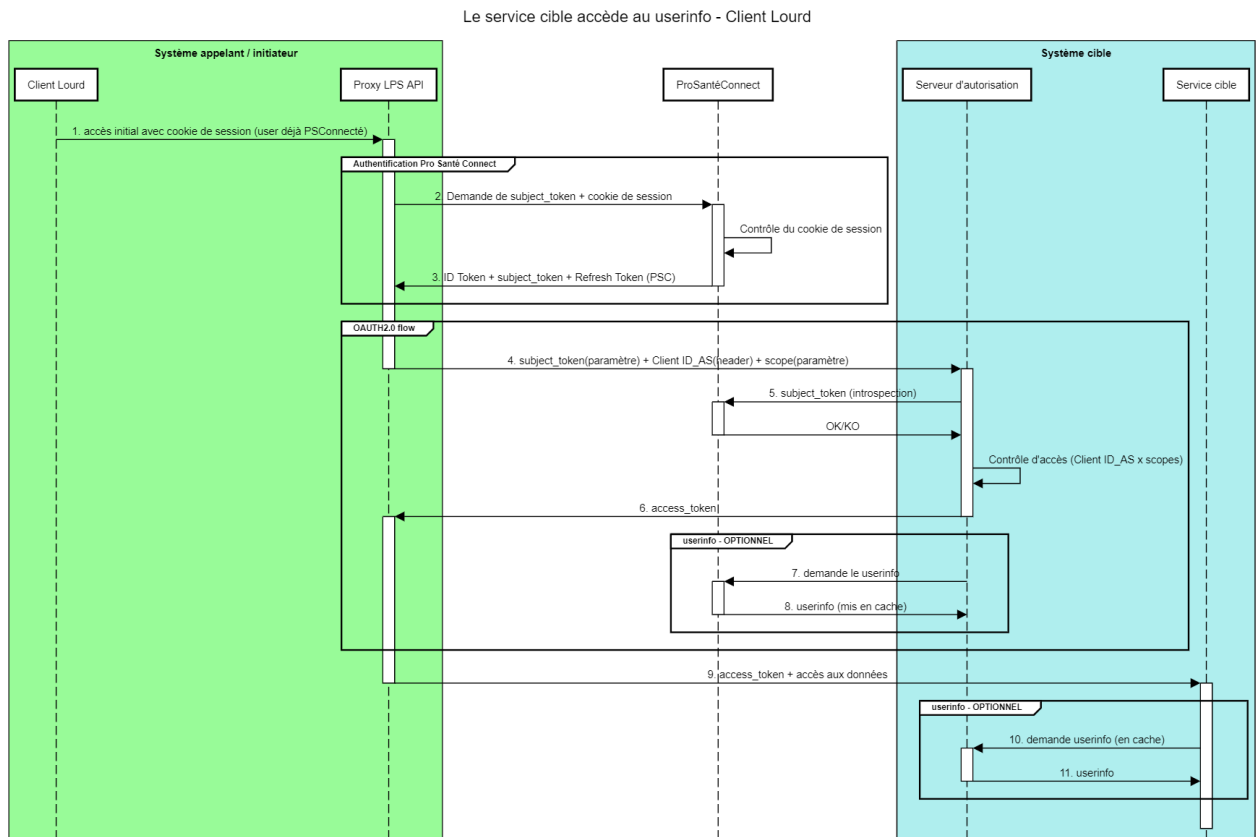 Le service cible accède au userinfo - Client Lourd
Système appelant / initiateur
Système cible
Client Lourd
Proxy LPS API
ProSantéConnect
Serveur d'autorisation
Service cible
1. accès initial avec cookie de session (user déjà PSConnecté)
Authentification Pro Santé Connect
2. Demande de subject_token + cookie de session
Contrôle du cookie de session
3. ID Token + subject_token + Refresh Token (PSC)
OAUTH2.0 flow
4. subject_token(paramètre) + Client ID_AS(header) + scope(paramètre)
5. subject_token (introspection)
OK/KO
Contrôle d'accès (Client ID_AS x scopes)
6. access_token
userinfo - OPTIONNEL
7. demande le userinfo
8. userinfo (mis en cache)
9. access_token + accès aux données
userinfo - OPTIONNEL
10. demande userinfo (en cache)
11. userinfo